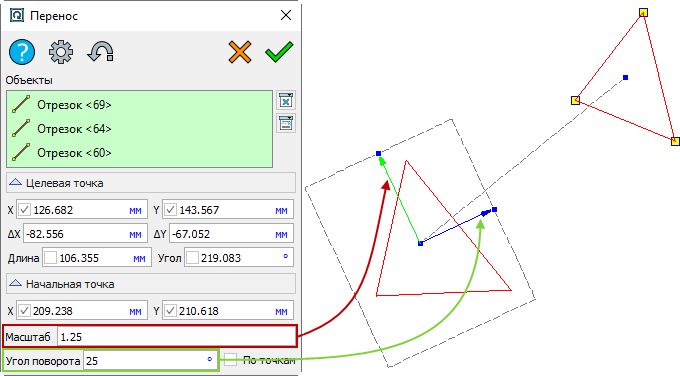 Перенос
?
Объекты
Отрезок <69>
Отрезок <64>
Отрезок <60>
Целевая точка
X 126.682 мм Y 143.567 мм
ΔX -82.556 мм ΔY -67.052 мм
Длина 106.355 мм Угол 219.083 °
Начальная точка
X 209.238 мм Y 210.618 мм
Масштаб 1.25
Угол поворота 25 ° По точкам